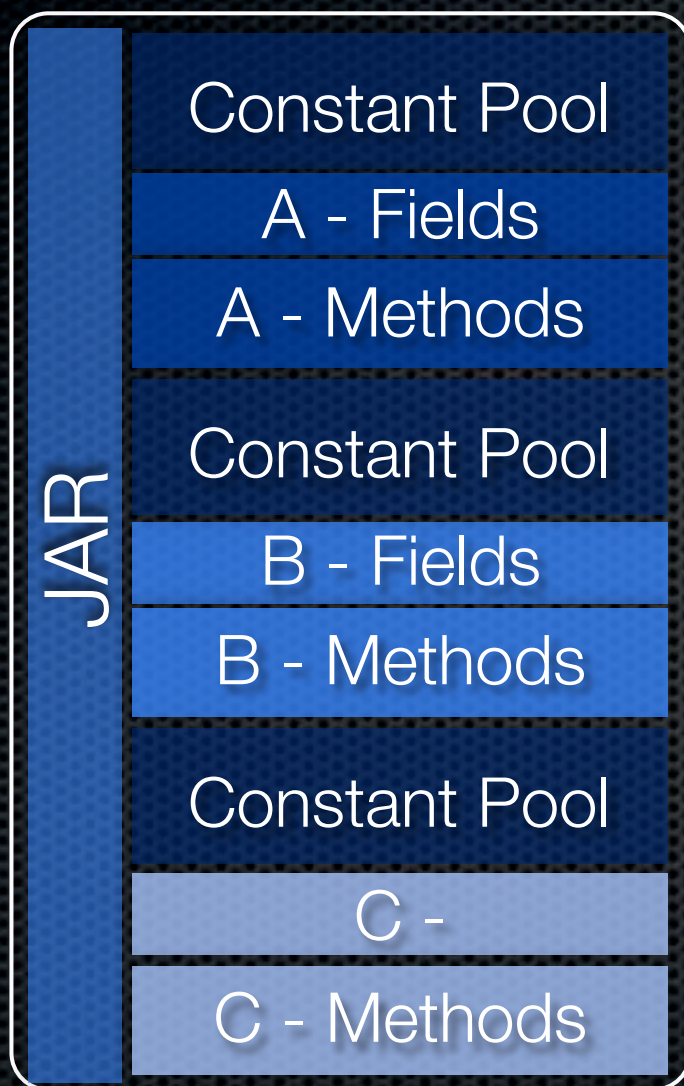 JAR
Constant Pool
A - Fields
A - Methods
Constant Pool
B - Fields
B - Methods
Constant Pool
C -
C - Methods